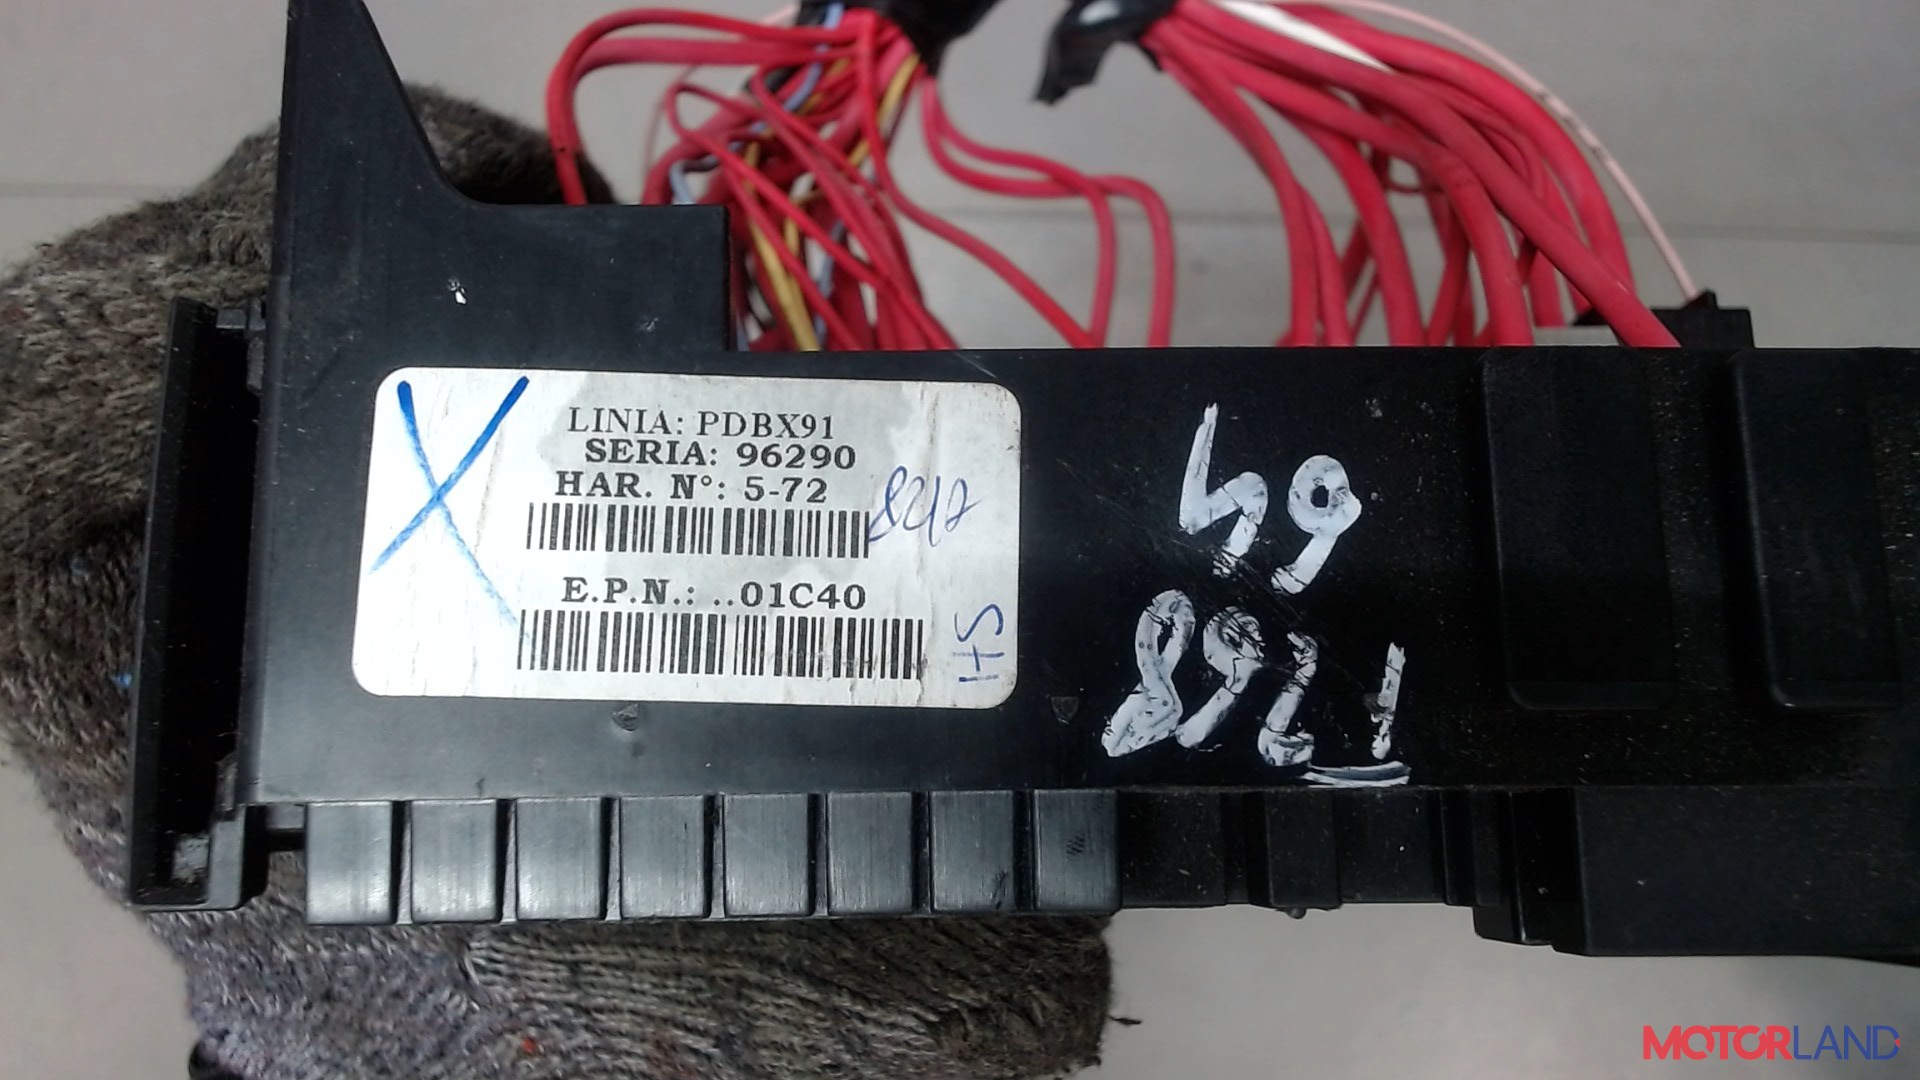 LINIA: PDBX91
SERIA: 96290
HAR. N°: 5-72
E.P.N.: ..01C40
MOTORLAND